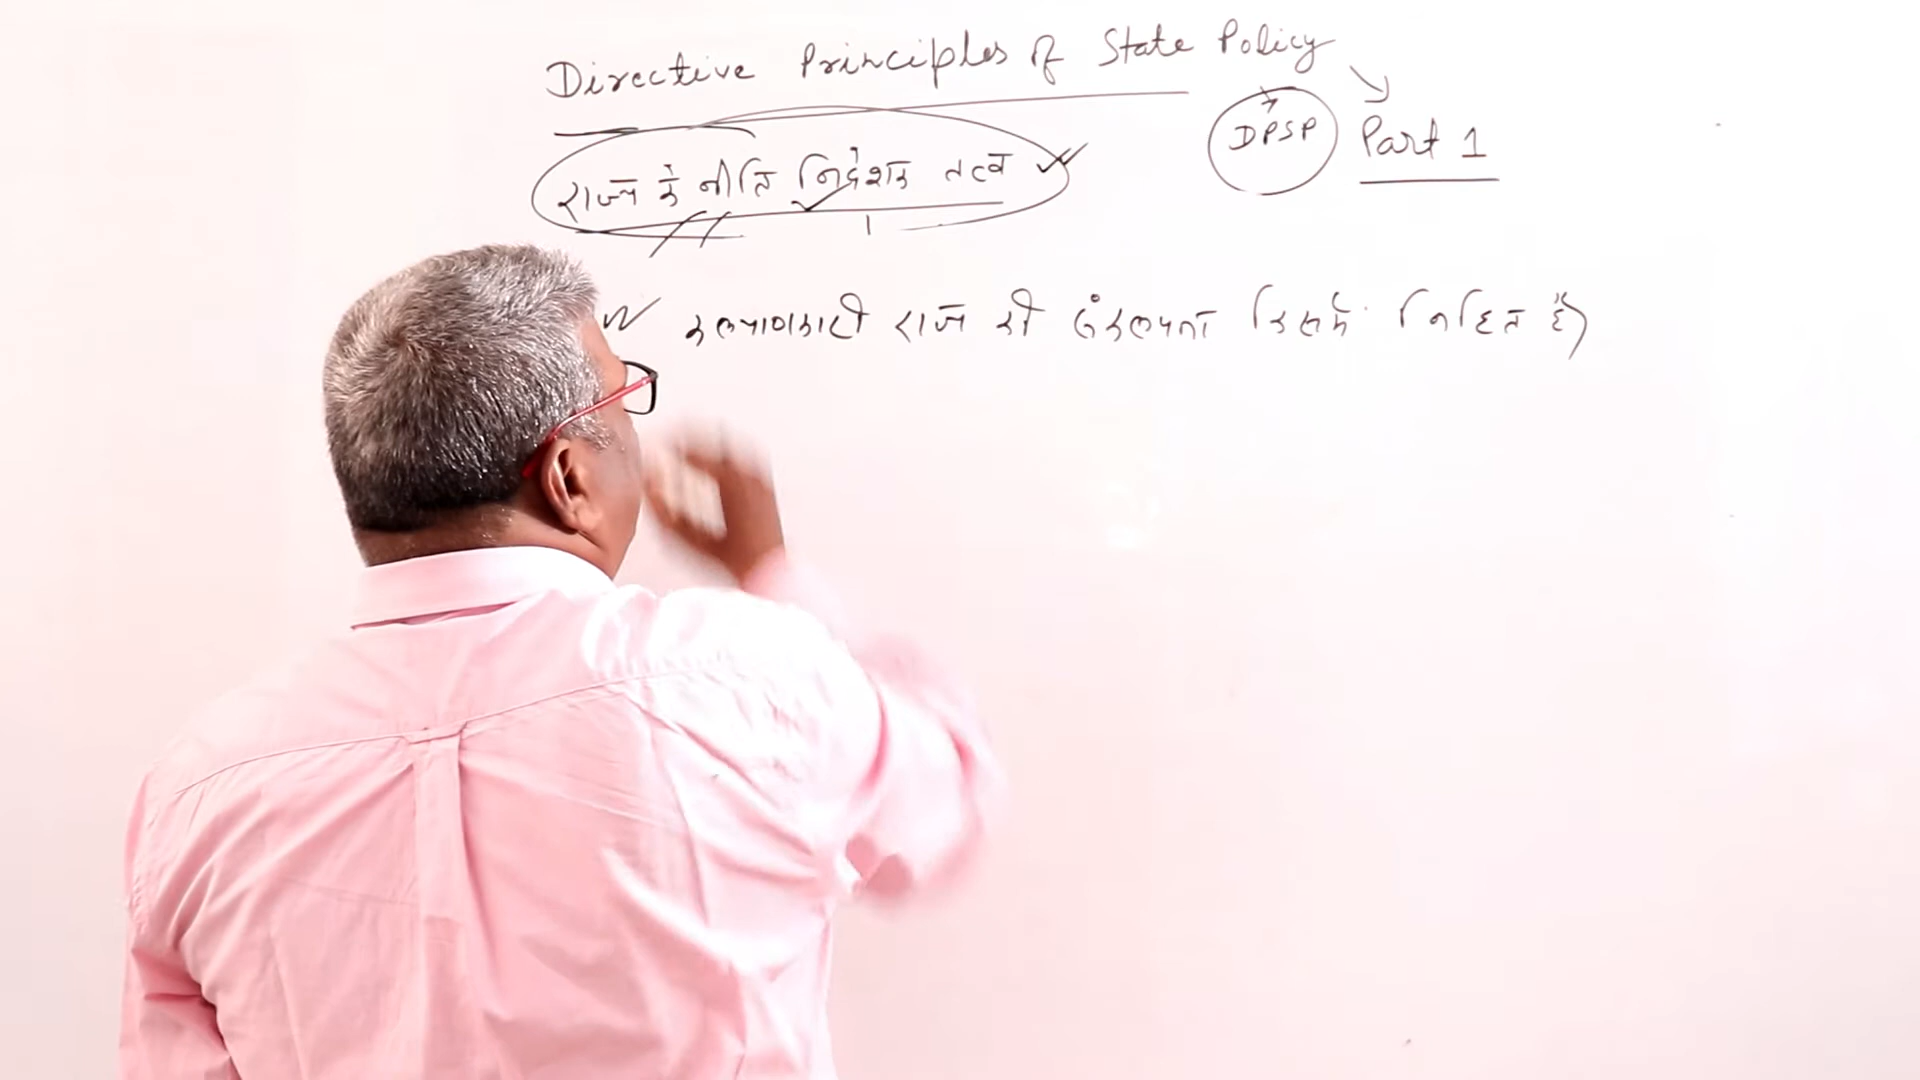 Directive Principles of State Policy
DPSP
Part 1
राज्य के नीति निदेशक तत्व
कल्याणकारी राज्य की संकल्पना किसमें निहित है